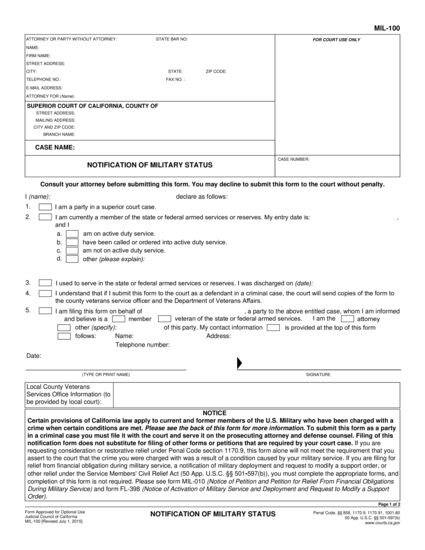 MIL-100
ATTORNEY OR PARTY WITHOUT ATTORNEY: STATE BAR NO:
NAME:
FIRM NAME:
STREET ADDRESS:
CITY: STATE: ZIP CODE:
TELEPHONE NO.: FAX NO. :
E-MAIL ADDRESS:
ATTORNEY FOR (Name):
FOR COURT USE ONLY
SUPERIOR COURT OF CALIFORNIA, COUNTY OF
STREET ADDRESS:
MAILING ADDRESS:
CITY AND ZIP CODE:
BRANCH NAME:
CASE NAME:
NOTIFICATION OF MILITARY STATUS
CASE NUMBER:
Consult your attorney before submitting this form. You may decline to submit this form to the court without penalty.
I (name): declare as follows:
1. I am a party in a superior court case.
2. I am currently a member of the state or federal armed services or reserves. My entry date is: ,
and I
a. am on active duty service.
b. have been called or ordered into active duty service.
c. am not on active duty service.
d. other (please explain):
3. I used to serve in the state or federal armed services or reserves. I was discharged on (date):
4. I understand that if I submit this form to the court as a defendant in a criminal case, the court will send copies of the form to
the county veterans service officer and the Department of Veterans Affairs.
5. I am filing this form on behalf of , a party to the above entitled case, whom I am informed
and believe is a member veteran of the state or federal armed services. I am the attorney
other (specify): of this party. My contact information is provided at the top of this form
follows: Name: Address:
Telephone number:
Date:
(TYPE OR PRINT NAME) SIGNATURE:
Local County Veterans
Services Office Information (to
be provided by local court):
NOTICE
Certain provisions of California law apply to current and former members of the U.S. Military who have been charged with a
crime when certain conditions are met. Please see the back of this form for more information. To submit this form as a party
in a criminal case you must file it with the court and serve it on the prosecuting attorney and defense counsel. Filing of this
notification form does not substitute for filing of other forms or petitions that are required by your court case. If you are
requesting consideration or restorative relief under Penal Code section 1170.9, this form alone will not meet the requirement that you
assert to the court that the crime you were charged with was a result of a condition caused by your military service. If you are filing for
relief from financial obligation during military service, a notification of military deployment and request to modify a support order, or
other relief under the Service Members' Civil Relief Act (50 App. U.S.C. §§ 501•597(b)), you must complete the appropriate forms, and
completion of this form is not required. Please see form MIL-010 (Notice of Petition and Petition for Relief From Financial Obligations
During Military Service) and form FL-398 (Notice of Activation of Military Service and Deployment and Request to Modify a Support
Order).
Page 1 of 2
Form Approved for Optional Use
Judicial Council of California
MIL-100 [Revised July 1, 2015]
NOTIFICATION OF MILITARY STATUS
Penal Code, §§ 858, 1170.9, 1170.91, 1001.80
50 App. U.S.C. §§ 501-597(b)
www.courts.ca.gov